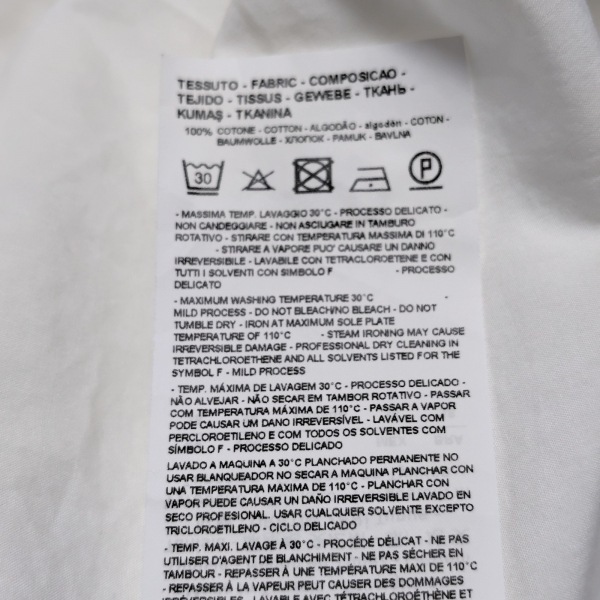 TESSUTO - FABRIC - COMPOSICAO -
TEJIDO - TISSUS - GEWEBE - ТКАНЬ -
KUMAŞ - TKANINA
100% COTONE - COTTON - ALGODÃO - algodón - COTON -
BAUMWOLLE - ХЛОПОК - PAMUK - BAVLNA
30
P
- MASSIMA TEMP. LAVAGGIO 30°C - PROCESSO DELICATO -
NON CANDEGGIARE - NON ASCIUGARE IN TAMBURO
ROTATIVO - STIRARE CON TEMPERATURA MASSIMA DI 110°C
- STIRARE A VAPORE PUO' CAUSARE UN DANNO
IRREVERSIBILE - LAVABILE CON TETRACLOROETENE E CON
TUTTI I SOLVENTI CON SIMBOLO F - PROCESSO
DELICATO
- MAXIMUM WASHING TEMPERATURE 30°C
MILD PROCESS - DO NOT BLEACH/NO BLEACH - DO NOT
TUMBLE DRY - IRON AT MAXIMUM SOLE PLATE
TEMPERATURE OF 110°C - STEAM IRONING MAY CAUSE
IRREVERSIBLE DAMAGE - PROFESSIONAL DRY CLEANING IN
TETRACHLOROETHENE AND ALL SOLVENTS LISTED FOR THE
SYMBOL F - MILD PROCESS
- TEMP. MÁXIMA DE LAVAGEM 30°C - PROCESSO DELICADO -
NÃO ALVEJAR - NÃO SECAR EM TAMBOR ROTATIVO - PASSAR
COM TEMPERATURA MÁXIMA DE 110°C - PASSAR A VAPOR
PODE CAUSAR UM DANO IRREVERSÍVEL - LAVÁVEL COM
PERCLOROETILENO E COM TODOS OS SOLVENTES COM
SÍMBOLO F - PROCESSO DELICADO
LAVADO A MAQUINA A 30°C PLANCHADO PERMANENTE NO
USAR BLANQUEADOR NO SECAR A MAQUINA PLANCHAR CON
UNA TEMPERATURA MAXIMA DE 110°C - PLANCHAR CON
VAPOR PUEDE CAUSAR UN DAÑO IRREVERSIBLE LAVADO EN
SECO PROFESIONAL. USAR CUALQUIER SOLVENTE EXCEPTO
TRICLOROETILENO - CICLO DELICADO
- TEMP. MAXI. LAVAGE À 30°C - PROCÉDÉ DÉLICAT - NE PAS
UTILISER D'AGENT DE BLANCHIMENT - NE PAS SÉCHER EN
TAMBOUR - REPASSER À UNE TEMPÉRATURE MAXI DE 110°C
- REPASSER À LA VAPEUR PEUT CAUSER DES DOMMAGES
IRRÉVERSIBLES - LAVABLE AVEC TÉTRACHLOROÉTHÈNE ET